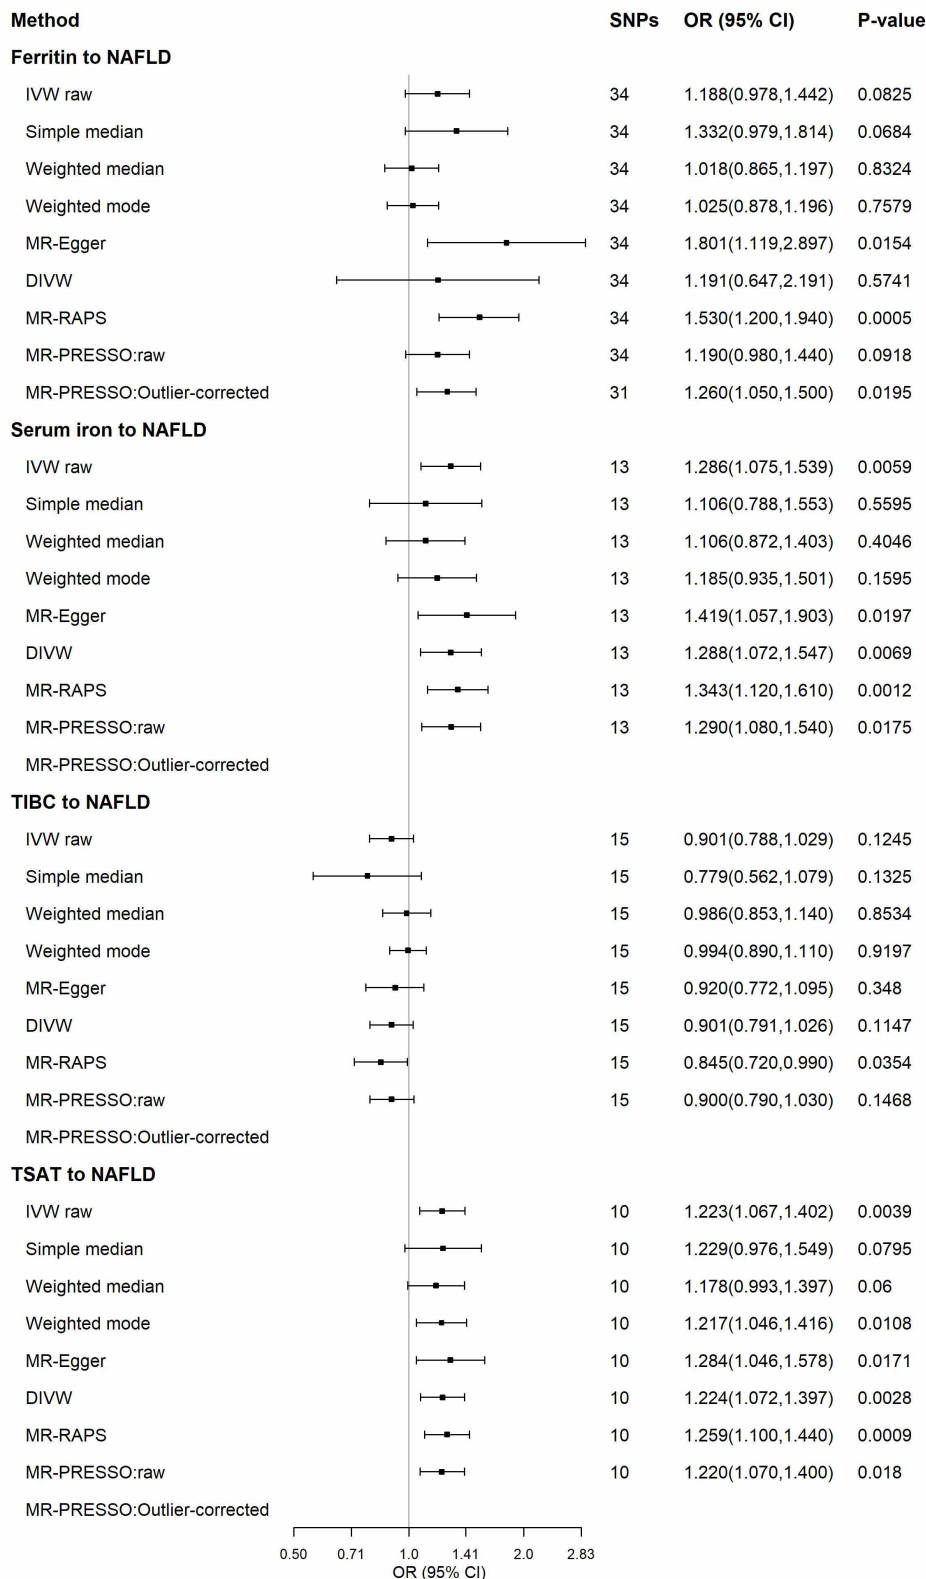 Method SNPs OR (95% CI) P-value
Ferritin to NAFLD
IVW raw 34 1.188(0.978,1.442) 0.0825
Simple median 34 1.332(0.979,1.814) 0.0684
Weighted median 34 1.018(0.865,1.197) 0.8324
Weighted mode 34 1.025(0.878,1.196) 0.7579
MR-Egger 34 1.801(1.119,2.897) 0.0154
DIVW 34 1.191(0.647,2.191) 0.5741
MR-RAPS 34 1.530(1.200,1.940) 0.0005
MR-PRESSO:raw 34 1.190(0.980,1.440) 0.0918
MR-PRESSO:Outlier-corrected 31 1.260(1.050,1.500) 0.0195
Serum iron to NAFLD
IVW raw 13 1.286(1.075,1.539) 0.0059
Simple median 13 1.106(0.788,1.553) 0.5595
Weighted median 13 1.106(0.872,1.403) 0.4046
Weighted mode 13 1.185(0.935,1.501) 0.1595
MR-Egger 13 1.419(1.057,1.903) 0.0197
DIVW 13 1.288(1.072,1.547) 0.0069
MR-RAPS 13 1.343(1.120,1.610) 0.0012
MR-PRESSO:raw 13 1.290(1.080,1.540) 0.0175
MR-PRESSO:Outlier-corrected
TIBC to NAFLD
IVW raw 15 0.901(0.788,1.029) 0.1245
Simple median 15 0.779(0.562,1.079) 0.1325
Weighted median 15 0.986(0.853,1.140) 0.8534
Weighted mode 15 0.994(0.890,1.110) 0.9197
MR-Egger 15 0.920(0.772,1.095) 0.348
DIVW 15 0.901(0.791,1.026) 0.1147
MR-RAPS 15 0.845(0.720,0.990) 0.0354
MR-PRESSO:raw 15 0.900(0.790,1.030) 0.1468
MR-PRESSO:Outlier-corrected
TSAT to NAFLD
IVW raw 10 1.223(1.067,1.402) 0.0039
Simple median 10 1.229(0.976,1.549) 0.0795
Weighted median 10 1.178(0.993,1.397) 0.06
Weighted mode 10 1.217(1.046,1.416) 0.0108
MR-Egger 10 1.284(1.046,1.578) 0.0171
DIVW 10 1.224(1.072,1.397) 0.0028
MR-RAPS 10 1.259(1.100,1.440) 0.0009
MR-PRESSO:raw 10 1.220(1.070,1.400) 0.018
MR-PRESSO:Outlier-corrected
0.50 0.71 1.0 1.41 2.0 2.83
OR (95% CI)